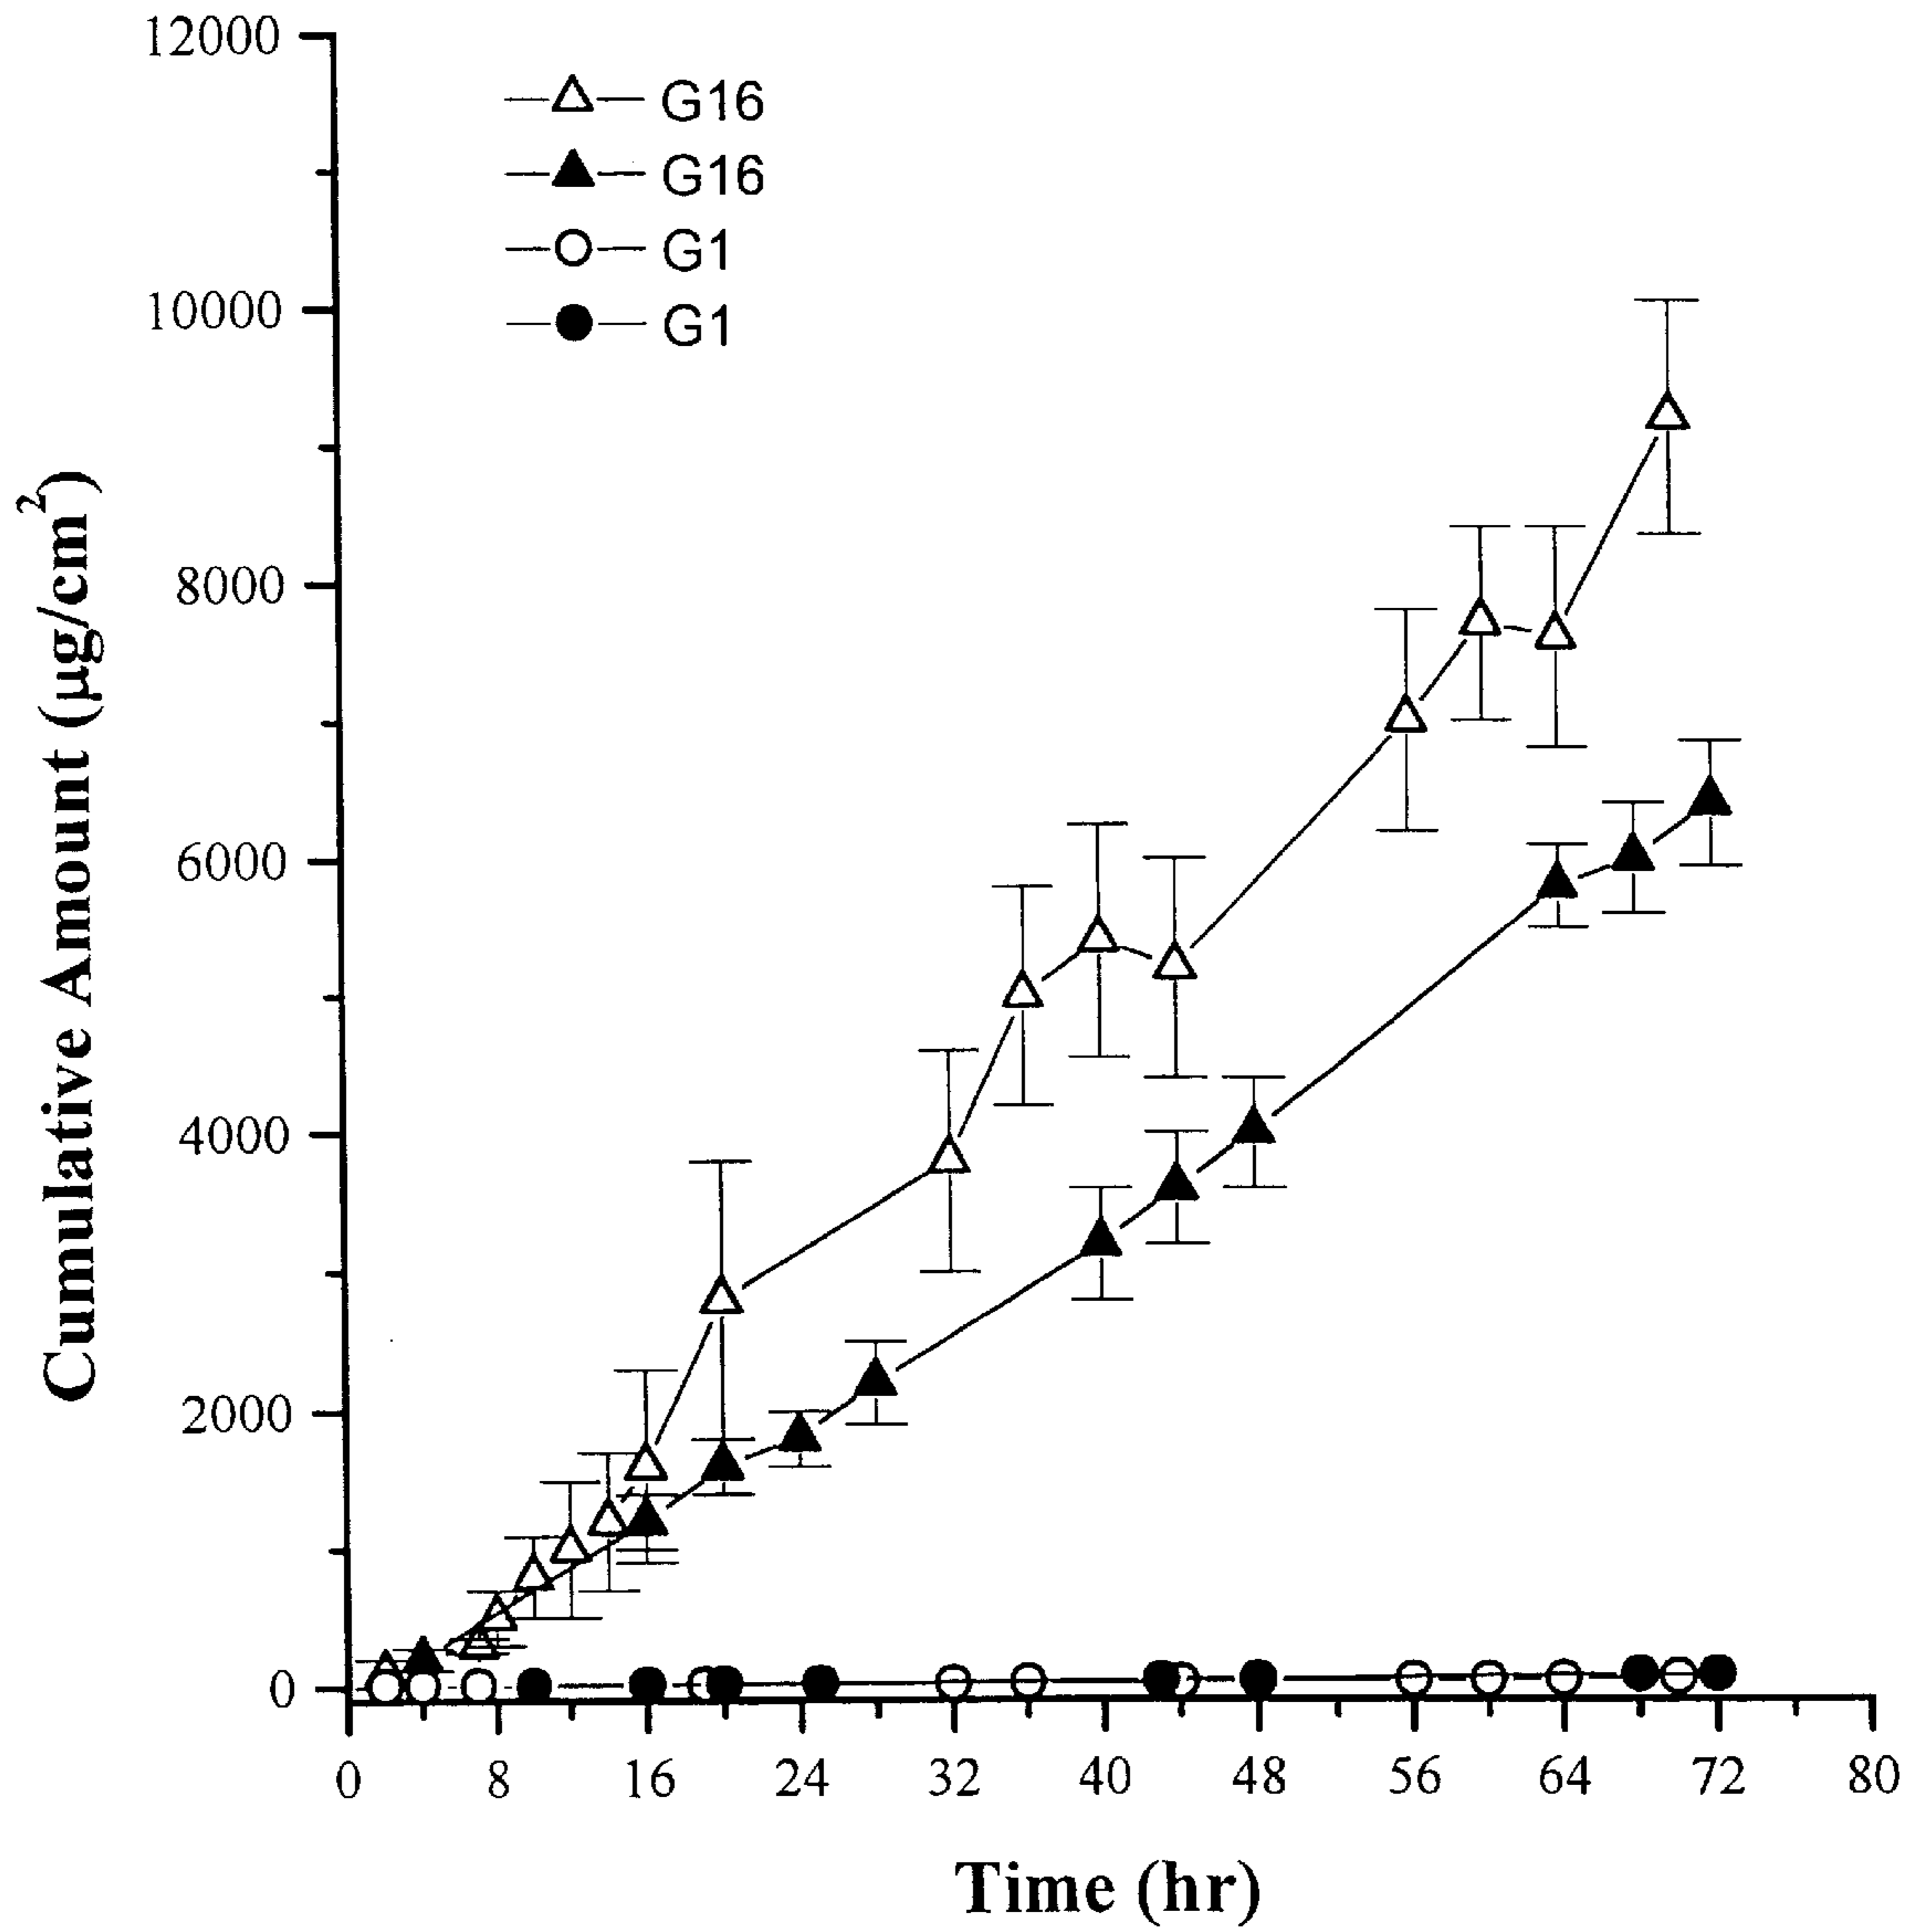 12000
10000
8000
6000
4000
2000
0
G16
G16
G1
G1
Cumulative Amount (μg/cm²)
0 8 16 24 32 40 48 56 64 72 80
Time (hr)